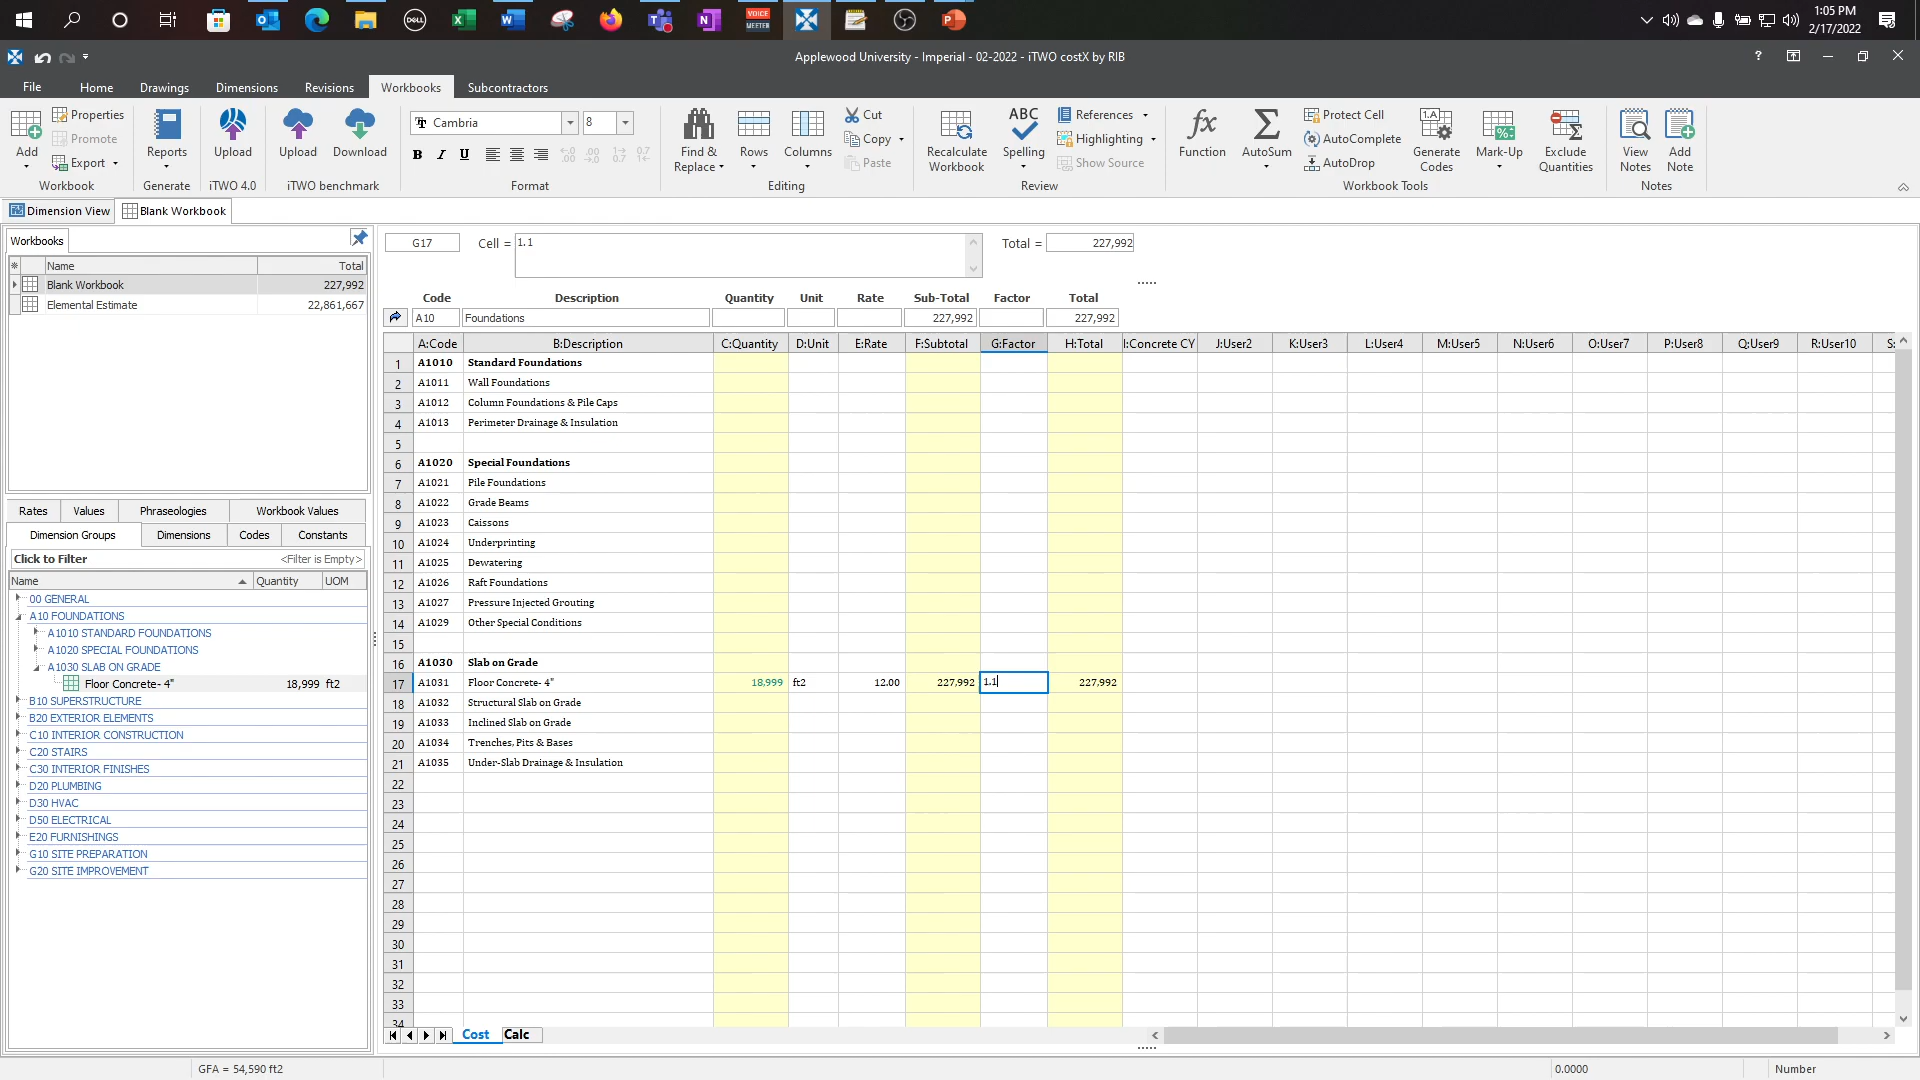 DELL
VOICE MEETER
1:05 PM
2/17/2022
Applewood University - Imperial - 02-2022 - iTWO costX by RIB
File Home Drawings Dimensions Revisions Workbooks Subcontractors
Add Properties Promote Export Workbook
Reports Generate
Upload iTWO 4.0
Upload Download iTWO benchmark
Cambria 8
B I U
Format
Find & Replace Rows Columns Cut Copy Paste Editing
Recalculate Workbook ABC Spelling References Highlighting Show Source Review
fx Function Σ AutoSum Protect Cell AutoComplete AutoDrop Generate Codes Mark-Up Exclude Quantities Workbook Tools
View Notes Add Note Notes
Dimension View Blank Workbook
Workbooks
Name Total
Blank Workbook 227,992
Elemental Estimate 22,861,667
Rates Values Phraseologies Workbook Values
Dimension Groups Dimensions Codes Constants
Click to Filter <Filter is Empty>
Name Quantity UOM
00 GENERAL
A10 FOUNDATIONS
A1010 STANDARD FOUNDATIONS
A1020 SPECIAL FOUNDATIONS
A1030 SLAB ON GRADE
Floor Concrete- 4" 18,999 ft2
B10 SUPERSTRUCTURE
B20 EXTERIOR ELEMENTS
C10 INTERIOR CONSTRUCTION
C20 STAIRS
C30 INTERIOR FINISHES
D20 PLUMBING
D30 HVAC
D50 ELECTRICAL
E20 FURNISHINGS
G10 SITE PREPARATION
G20 SITE IMPROVEMENT
G17 Cell = 1.1 Total = 227,992
Code Description Quantity Unit Rate Sub-Total Factor Total
A10 Foundations 227,992 227,992
A:Code B:Description C:Quantity D:Unit E:Rate F:Subtotal G:Factor H:Total I:Concrete CY J:User2 K:User3 L:User4 M:User5 N:User6 O:User7 P:User8 Q:User9 R:User10 S:
1 A1010 Standard Foundations
2 A1011 Wall Foundations
3 A1012 Column Foundations & Pile Caps
4 A1013 Perimeter Drainage & Insulation
5
6 A1020 Special Foundations
7 A1021 Pile Foundations
8 A1022 Grade Beams
9 A1023 Caissons
10 A1024 Underprinting
11 A1025 Dewatering
12 A1026 Raft Foundations
13 A1027 Pressure Injected Grouting
14 A1029 Other Special Conditions
15
16 A1030 Slab on Grade
17 A1031 Floor Concrete- 4" 18,999 ft2 12.00 227,992 1.1 227,992
18 A1032 Structural Slab on Grade
19 A1033 Inclined Slab on Grade
20 A1034 Trenches, Pits & Bases
21 A1035 Under-Slab Drainage & Insulation
22
23
24
25
26
27
28
29
30
31
32
33
34
Cost Calc
GFA = 54,590 ft2 0.0000 Number